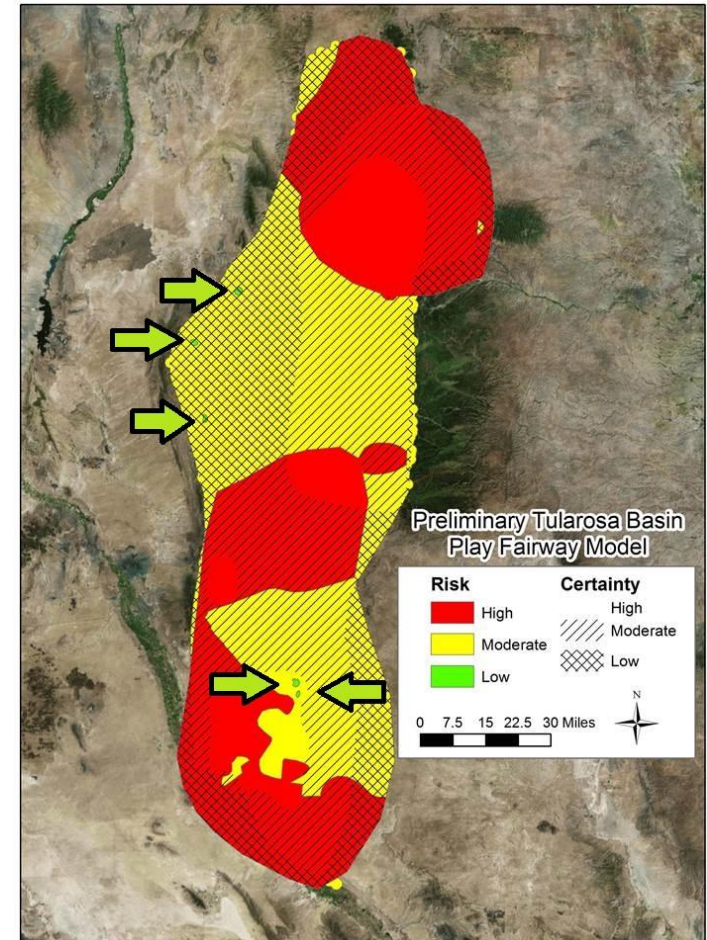 Preliminary Tularosa Basin
Play Fairway Model
Risk
High
Moderate
Low
Certainty
High
Moderate
Low
N
0 7.5 15 22.5 30 Miles